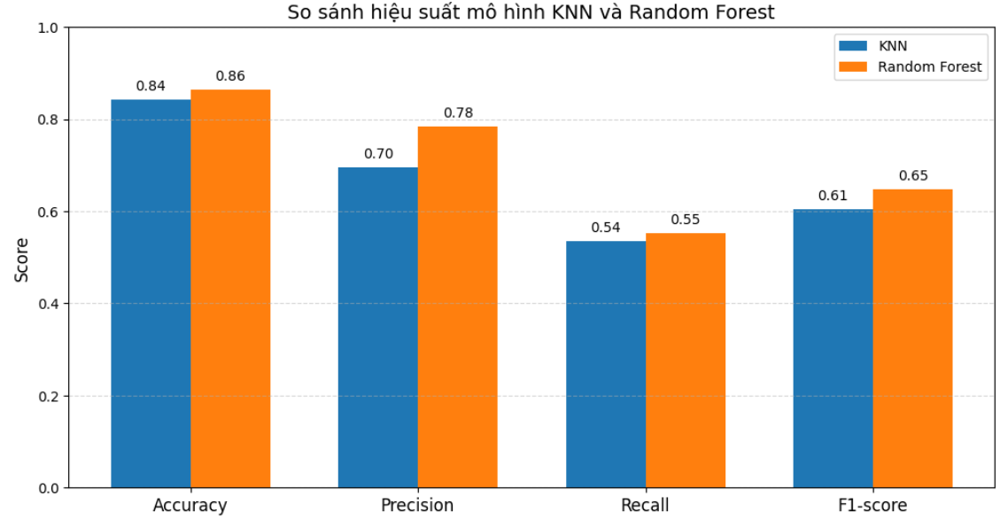 So sánh hiệu suất mô hình KNN và Random Forest
KNN
Random Forest
Score
1.0
0.8
0.6
0.4
0.2
0.0
0.84
0.86
0.70
0.78
0.54
0.55
0.61
0.65
Accuracy
Precision
Recall
F1-score